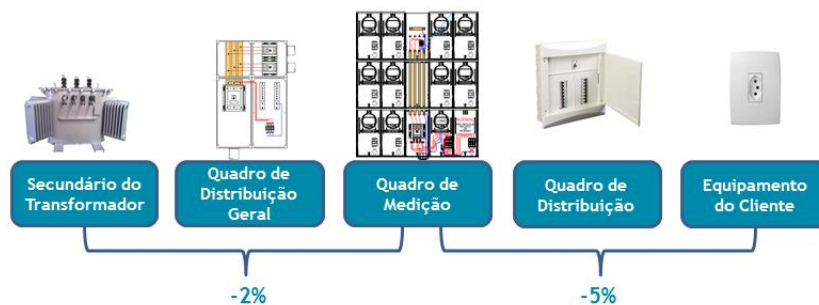 Secundário do
Transformador
Quadro de
Distribuição
Geral
Quadro de
Medição
Quadro de
Distribuição
Equipamento
do Cliente
-2%
-5%